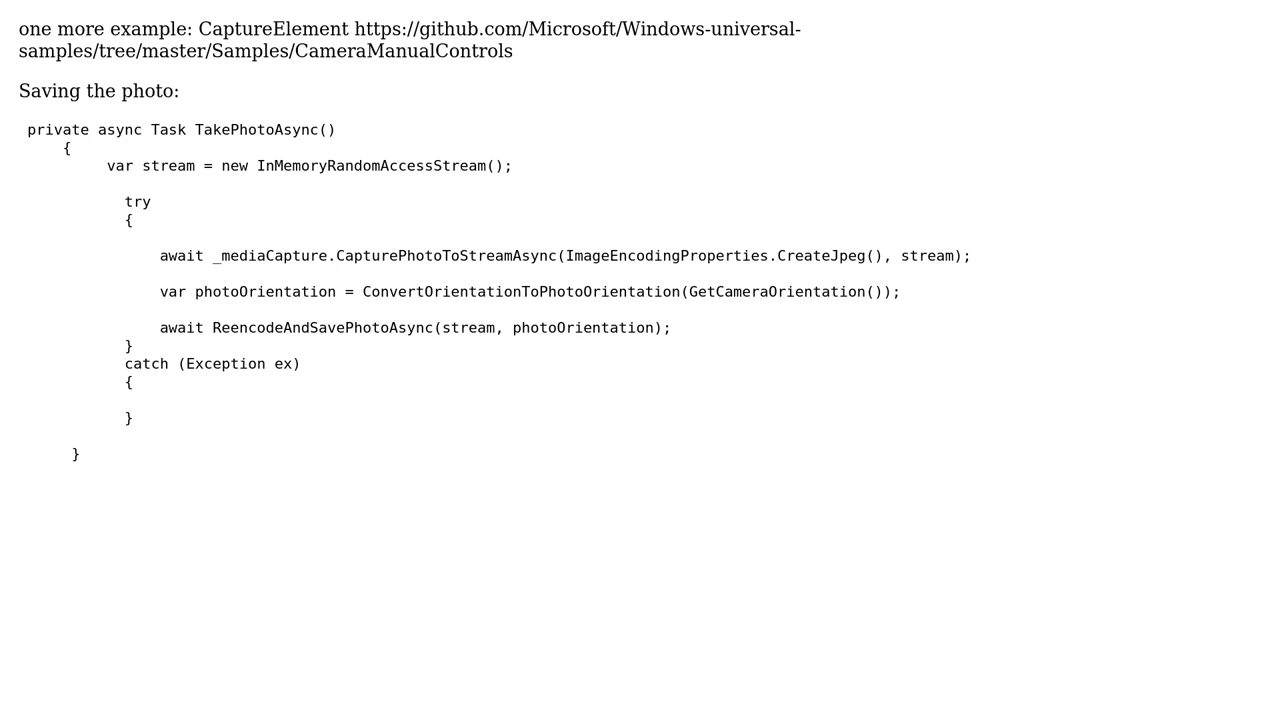 one more example: CaptureElement https://github.com/Microsoft/Windows-universal-
samples/tree/master/Samples/CameraManualControls
Saving the photo:
private async Task TakePhotoAsync()
{
var stream = new InMemoryRandomAccessStream();
try
{
await _mediaCapture.CapturePhotoToStreamAsync(ImageEncodingProperties.CreateJpeg(), stream);
var photoOrientation = ConvertOrientationToPhotoOrientation(GetCameraOrientation());
await ReencodeAndSavePhotoAsync(stream, photoOrientation);
}
catch (Exception ex)
{
}
}